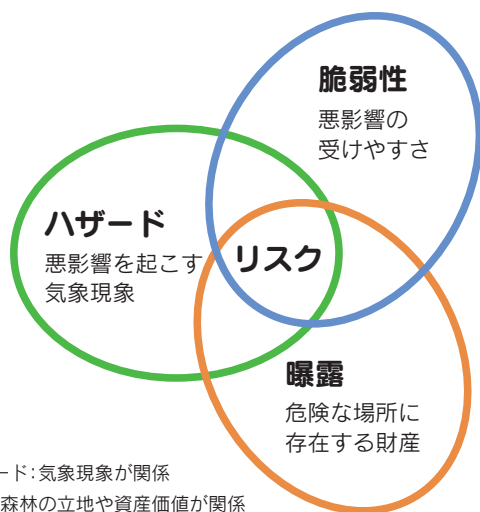 脆弱性
悪影響の
受けやすさ
ハザード
悪影響を起こす
気象現象
リスク
曝露
危険な場所に
存在する財産
ード:気象現象が関係
森林の立地や資産価値が関係